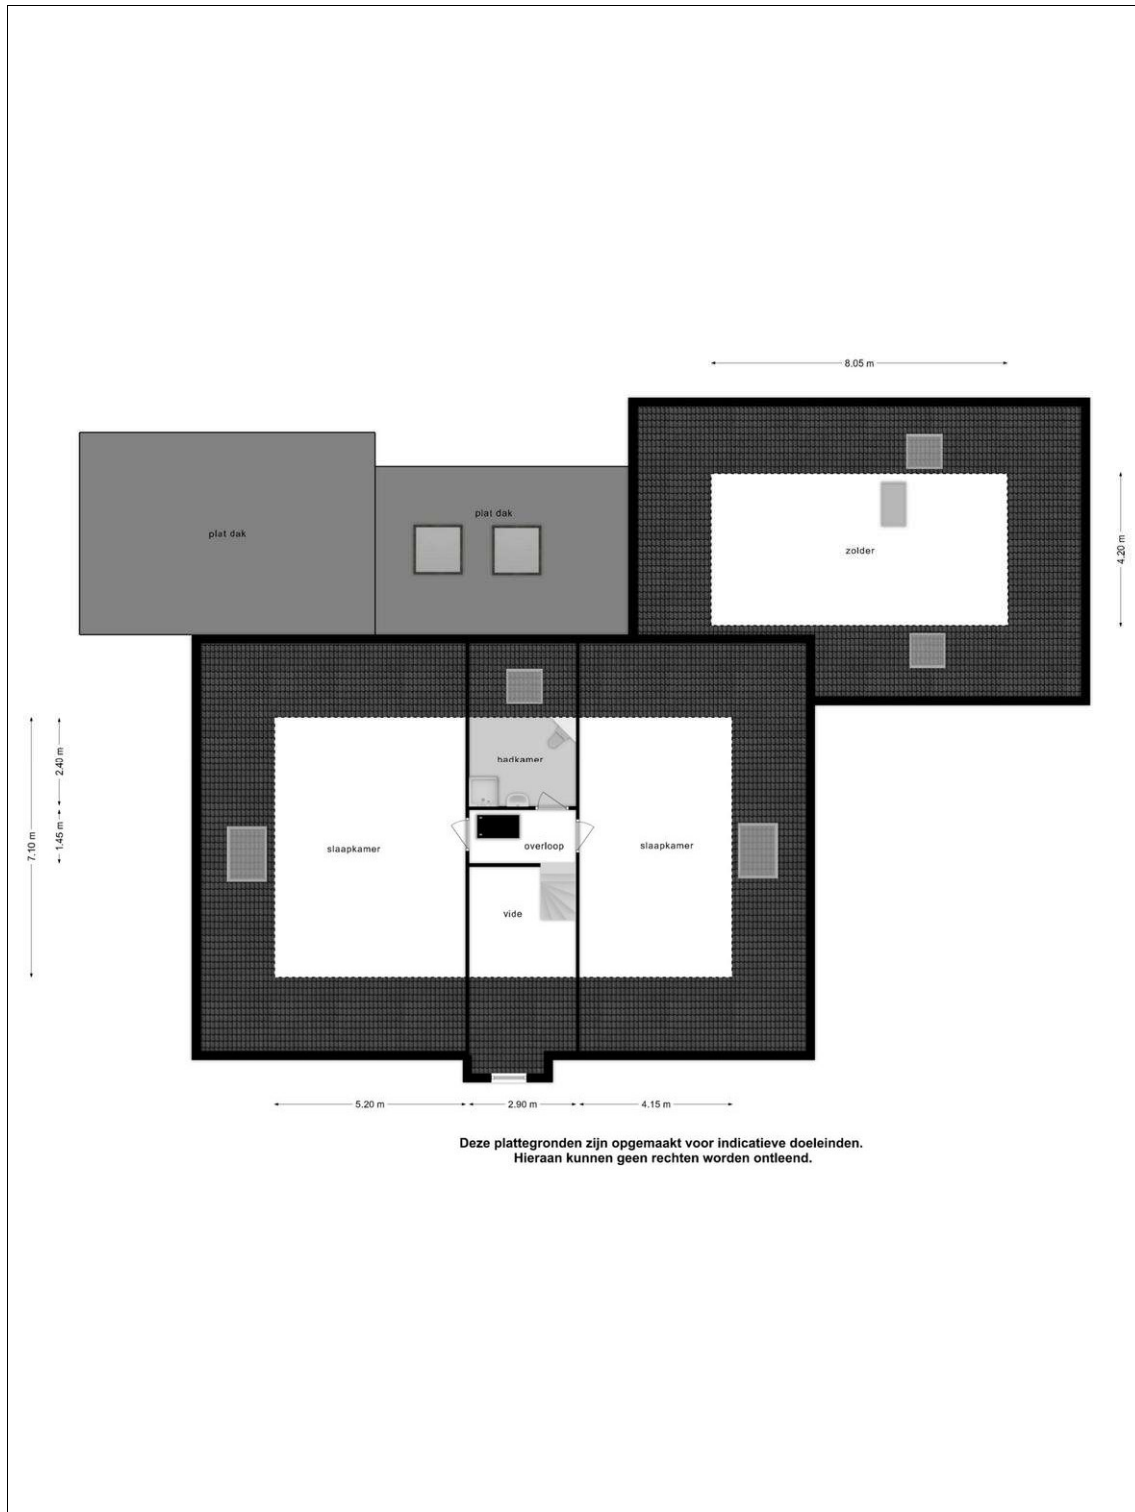 8.05 m
plat dak
plat dak
zolder
4.20 m
7.10 m
2.40 m
1.45 m
badkamer
slaapkamer
overloop
slaapkamer
vide
5.20 m
2.90 m
4.15 m
Deze plattegronden zijn opgemaakt voor indicatieve doeleinden.
Hieraan kunnen geen rechten worden ontleend.